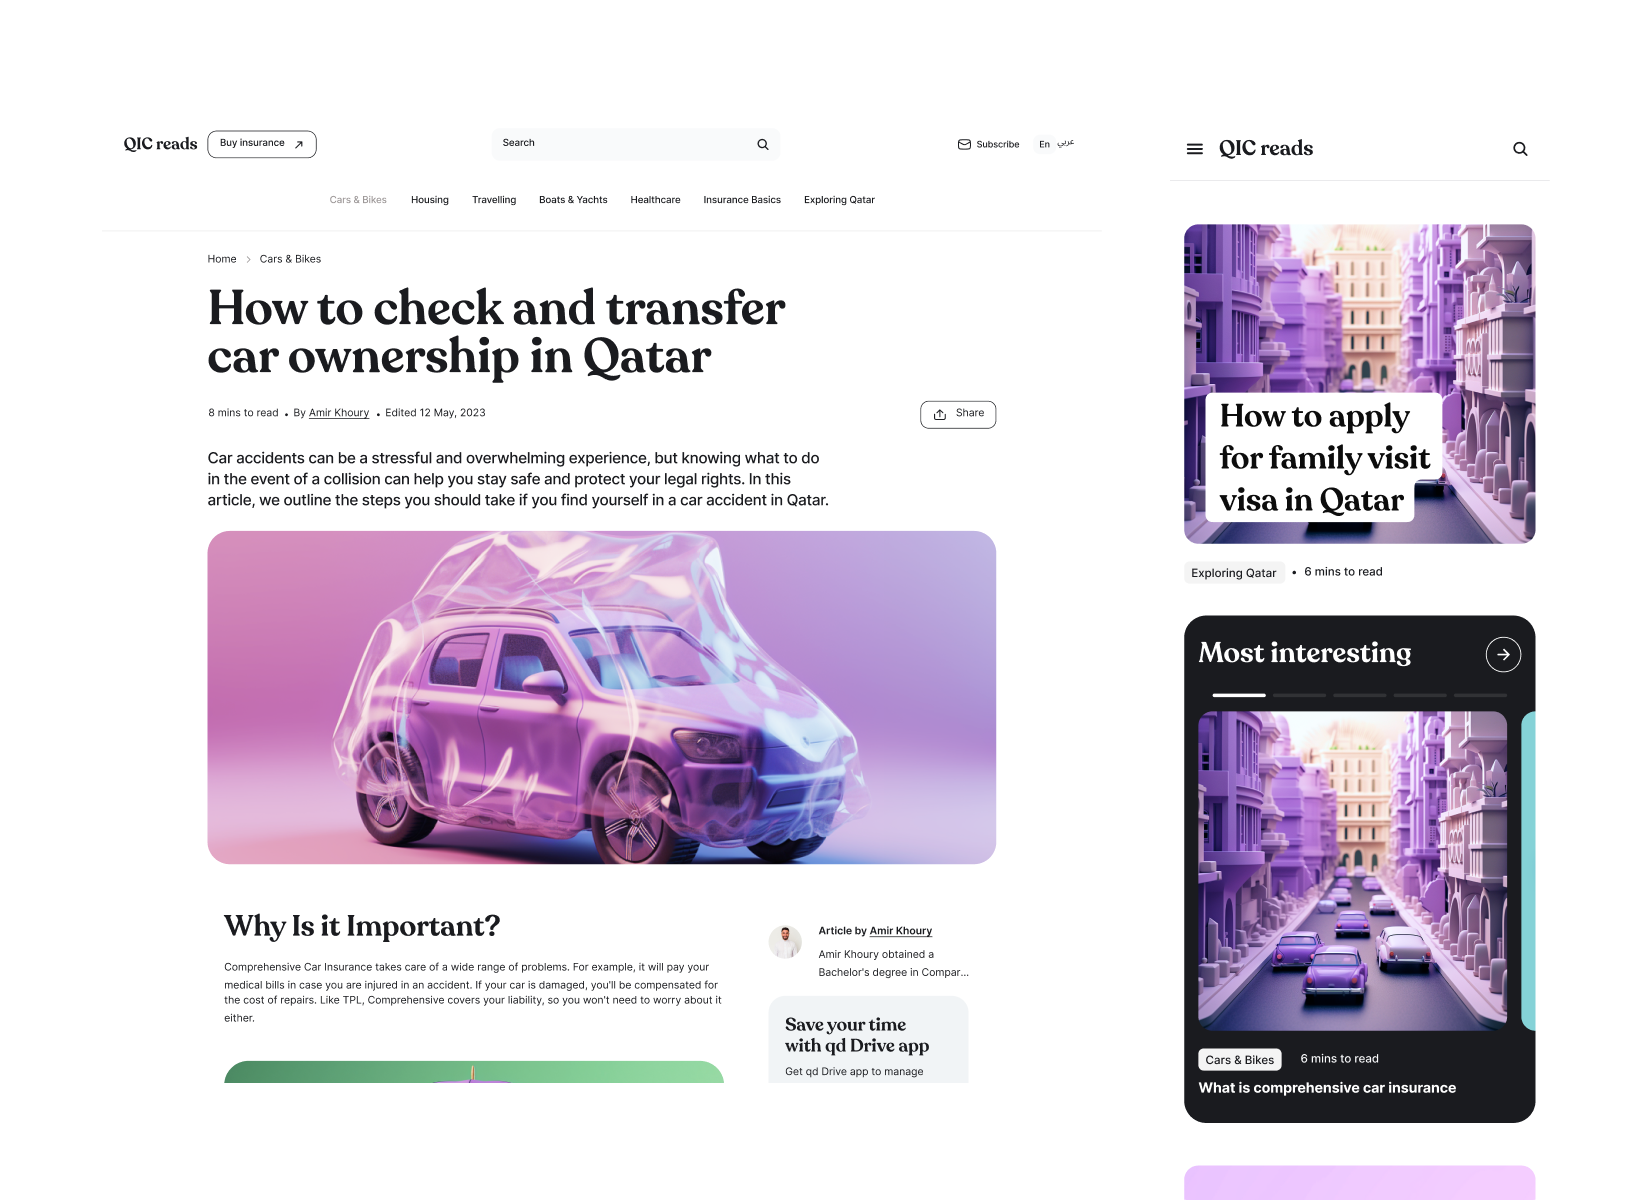 QIC reads
Buy insurance
Search
Subscribe
En
عربي
Cars & Bikes
Housing
Travelling
Boats & Yachts
Healthcare
Insurance Basics
Exploring Qatar
Home
Cars & Bikes
How to check and transfer
car ownership in Qatar
8 mins to read • By Amir Khoury • Edited 12 May, 2023
Share
Car accidents can be a stressful and overwhelming experience, but knowing what to do
in the event of a collision can help you stay safe and protect your legal rights. In this
article, we outline the steps you should take if you find yourself in a car accident in Qatar.
Why Is it Important?
Comprehensive Car Insurance takes care of a wide range of problems. For example, it will pay your
medical bills in case you are injured in an accident. If your car is damaged, you'll be compensated for
the cost of repairs. Like TPL, Comprehensive covers your liability, so you won't need to worry about it
either.
Article by Amir Khoury
Amir Khoury obtained a
Bachelor's degree in Compar...
Save your time
with qd Drive app
Get qd Drive app to manage
QIC reads
How to apply
for family visit
visa in Qatar
Exploring Qatar • 6 mins to read
Most interesting
Cars & Bikes
6 mins to read
What is comprehensive car insurance